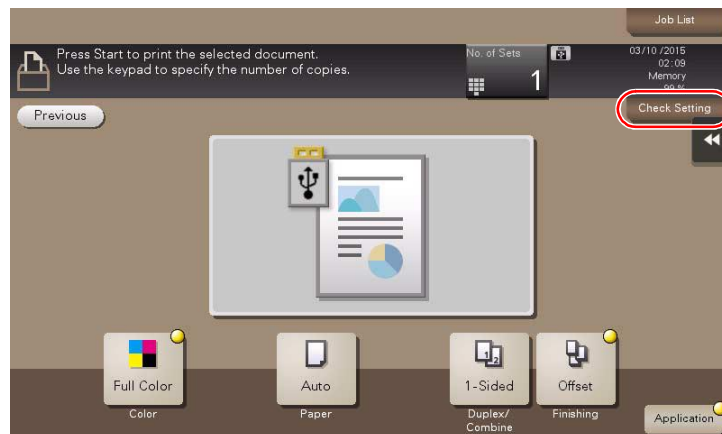 Job List
Press Start to print the selected document.
Use the keypad to specify the number of copies.
No. of Sets
1
03/10 /2015
02:09
Memory
99 %
Previous
Check Setting
Full Color
Auto
1-Sided
Offset
Color
Paper
Duplex/
Combine
Finishing
Application